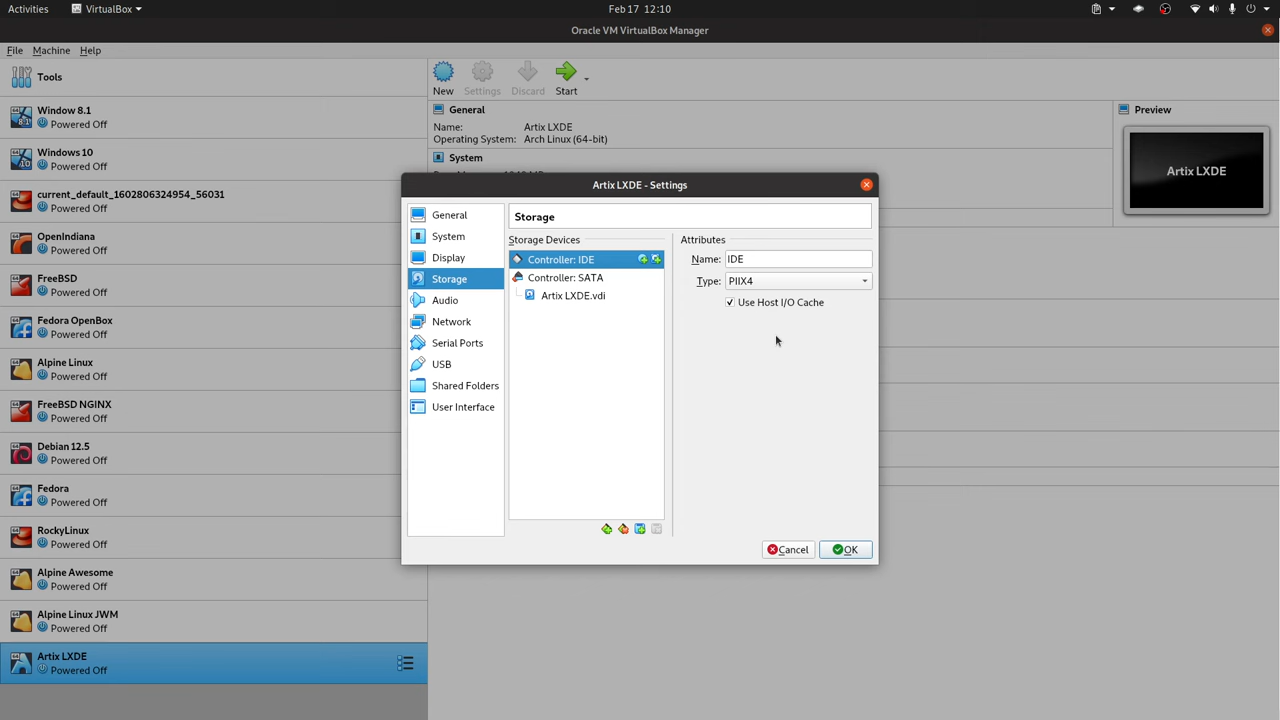 Activities
VirtualBox
Feb 17 12:10
Oracle VM VirtualBox Manager
File Machine Help
Tools
New Settings Discard Start
Window 8.1
Powered Off
Windows 10
Powered Off
current_default_1602806324954_56031
Powered Off
OpenIndiana
Powered Off
FreeBSD
Powered Off
Fedora OpenBox
Powered Off
Alpine Linux
Powered Off
FreeBSD NGINX
Powered Off
Debian 12.5
Powered Off
Fedora
Powered Off
RockyLinux
Powered Off
Alpine Awesome
Powered Off
Alpine Linux JWM
Powered Off
Artix LXDE
Powered Off
General
Name: Artix LXDE
Operating System: Arch Linux (64-bit)
System
Preview
Artix LXDE
Artix LXDE - Settings
General
System
Display
Storage
Audio
Network
Serial Ports
USB
Shared Folders
User Interface
Storage
Storage Devices
Controller: IDE
Controller: SATA
Artix LXDE.vdi
Attributes
Name: IDE
Type: PIIX4
Use Host I/O Cache
Cancel
OK